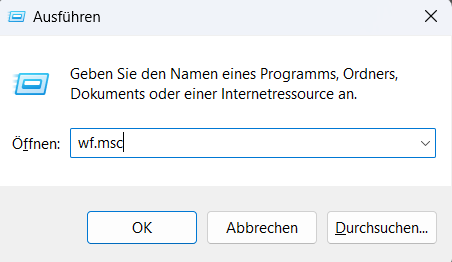 Ausführen
Geben Sie den Namen eines Programms, Ordners,
Dokuments oder einer Internetressource an.
Öffnen: wf.msc
OK Abbrechen Durchsuchen...